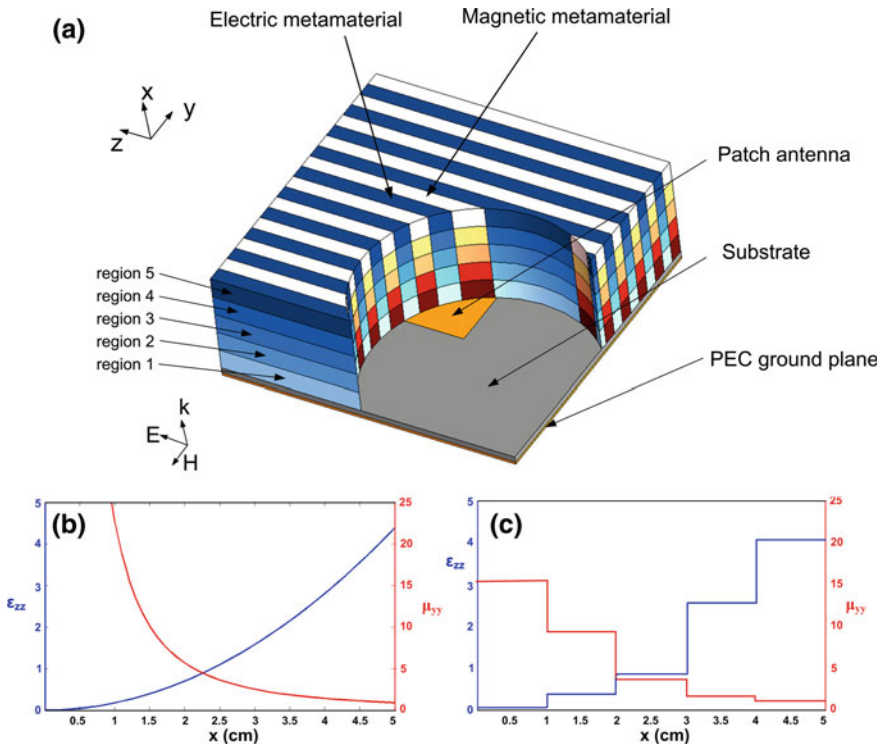 (a)
Electric metamaterial
Magnetic metamaterial
x
y
z
Patch antenna
Substrate
region 5
region 4
region 3
region 2
region 1
PEC ground plane
k
E
H
(b)
5
4
3
2
1
0
εzz
25
20
15
10
5
0
μyy
0.5 1 1.5 2 2.5 3 3.5 4 4.5 5
x (cm)
(c)
5
4
3
2
1
0
εzz
25
20
15
10
5
0
μyy
0.5 1 1.5 2 2.5 3 3.5 4 4.5 5
x (cm)